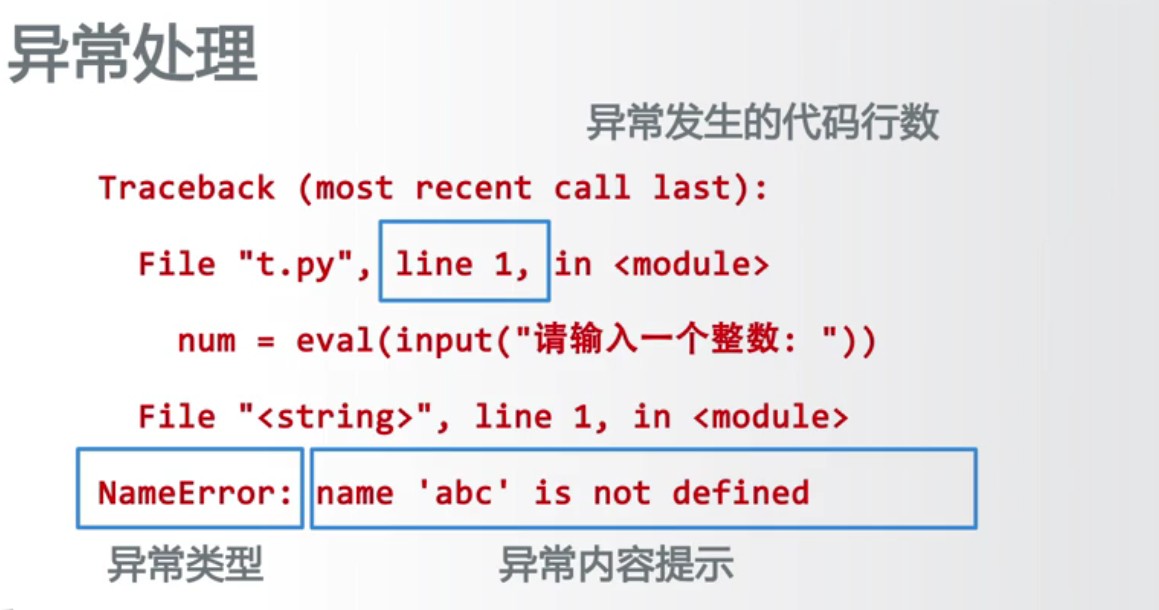 异常处理
异常发生的代码行数
Traceback (most recent call last):
File "t.py", line 1, in <module>
num = eval(input("请输入一个整数: "))
File "<string>", line 1, in <module>
NameError: name 'abc' is not defined
异常类型 异常内容提示